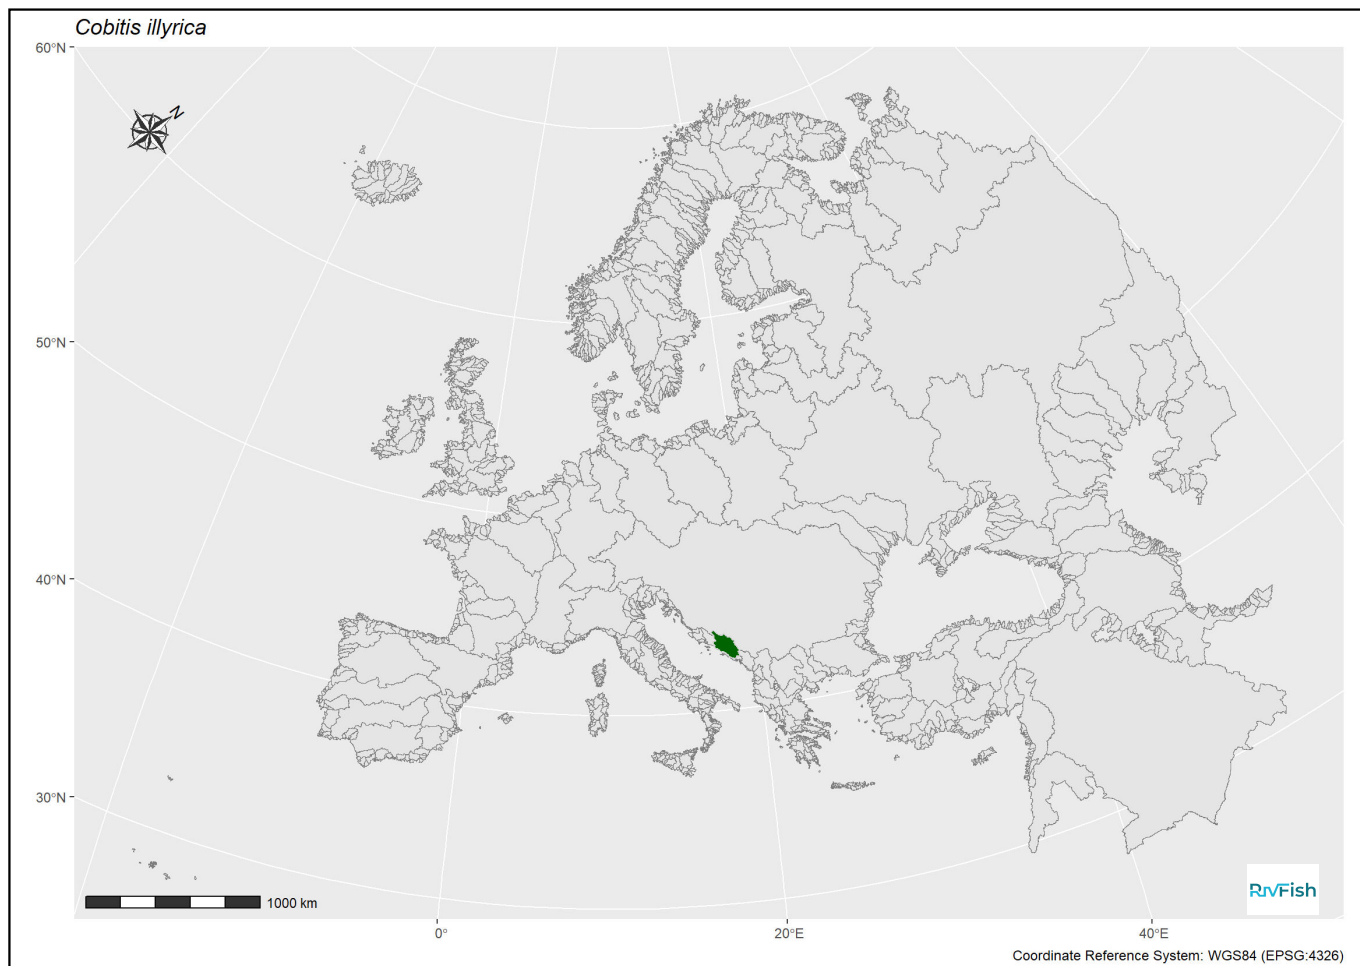 Cobitis illyrica
60°N
N
50°N
40°N
30°N
1000 km
RivFish
0°
20°E
40°E
Coordinate Reference System: WGS84 (EPSG:4326)